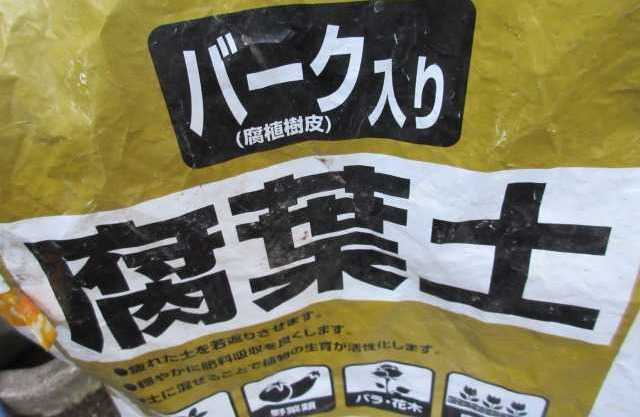 バーク入り
(腐植樹皮)
腐葉土
●疲れた土を若返りさせます。
●穏やかに肥料吸収を良くします。
●土に混ぜることで植物の生育が活性化します。
野菜類
バラ・花木